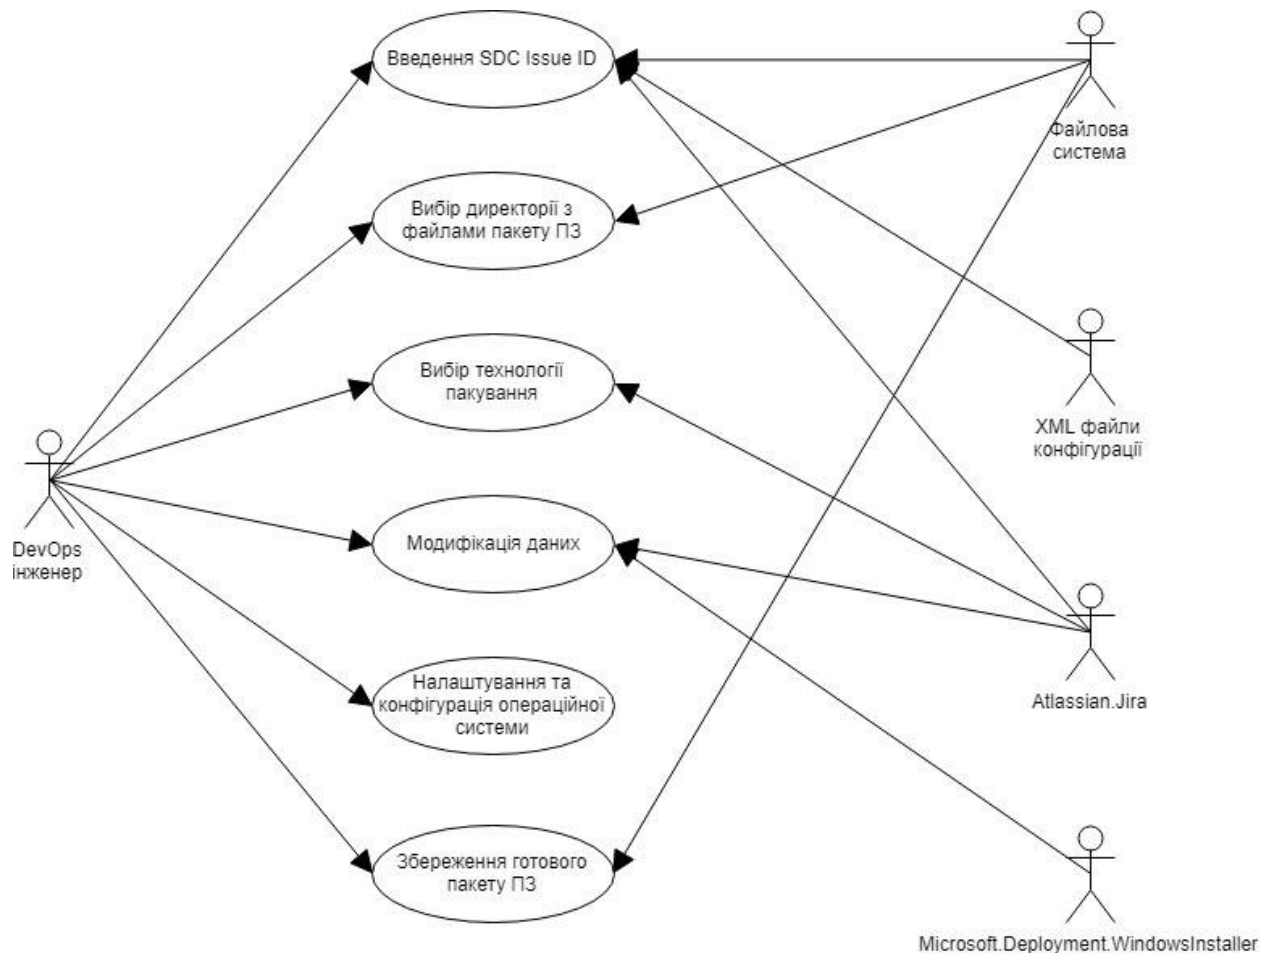 Введення SDC Issue ID
Файлова
система
Вибір директорії з
файлами пакету ПЗ
Вибір технології
пакування
XML файли
конфігурації
DevOps
інженер
Модифікація даних
Налаштування та
конфігурація операційної
системи
Atlassian.Jira
Збереження готового
пакету ПЗ
Microsoft.Deployment.WindowsInstaller